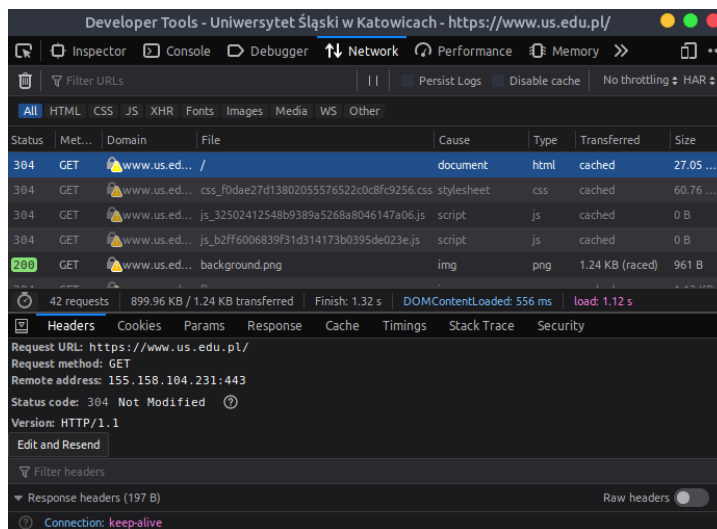 Developer Tools - Uniwersytet Śląski w Katowicach - https://www.us.edu.pl/
Inspector Console Debugger Network Performance Memory
Filter URLs Persist Logs Disable cache No throttling HAR
All HTML CSS JS XHR Fonts Images Media WS Other
Status Met... Domain File Cause Type Transferred Size
304 GET www.us.ed... / document html cached 27.05 ...
304 GET www.us.ed... css_f0dae27d13802055576522c0c8fc9256.css stylesheet css cached 60.76 ...
304 GET www.us.ed... js_32502412548b9389a5268a8046147a06.js script js cached 0 B
304 GET www.us.ed... js_b2ff6006839f31d314173b0395de023e.js script js cached 0 B
200 GET www.us.ed... background.png img png 1.24 KB (raced) 961 B
42 requests 899.96 KB / 1.24 KB transferred Finish: 1.32 s DOMContentLoaded: 556 ms load: 1.12 s
Headers Cookies Params Response Cache Timings Stack Trace Security
Request URL: https://www.us.edu.pl/
Request method: GET
Remote address: 155.158.104.231:443
Status code: 304 Not Modified
Version: HTTP/1.1
Edit and Resend
Filter headers
Response headers (197 B) Raw headers
Connection: keep-alive